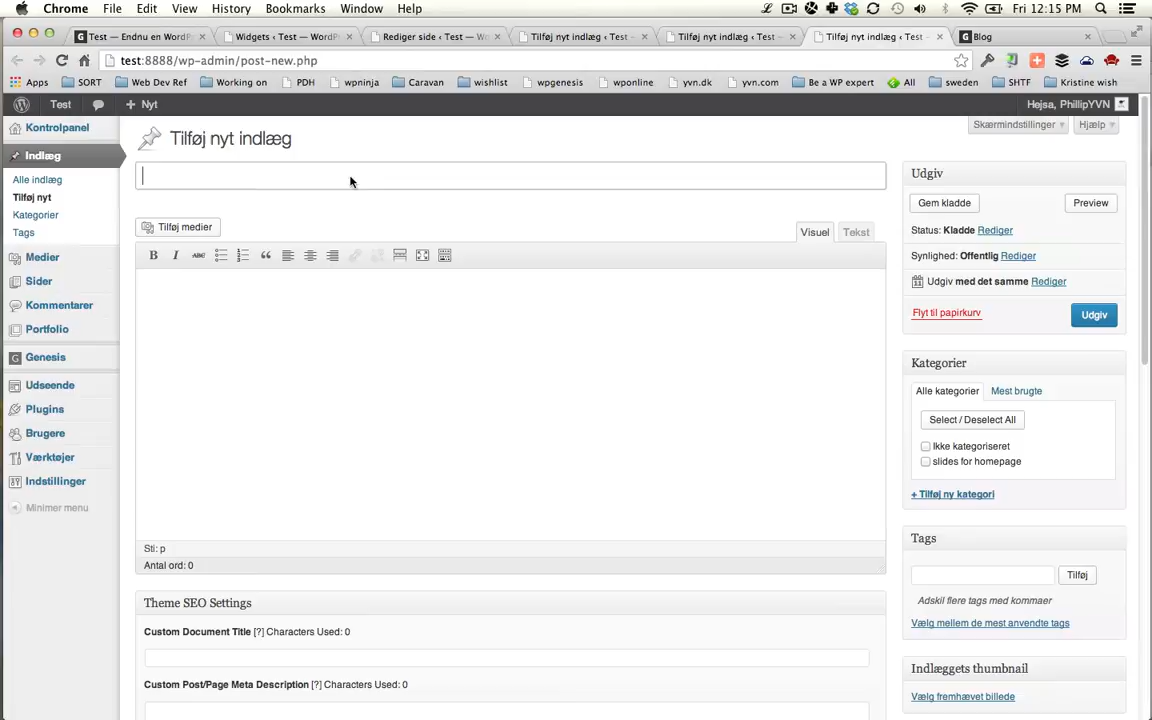 Chrome File Edit View History Bookmarks Window Help Fri 12:15 PM
Test — Endnu en WordPr
Widgets ‹ Test — WordPr
Rediger side ‹ Test — Wo
Tilføj nyt indlæg ‹ Test —
Tilføj nyt indlæg ‹ Test —
Tilføj nyt indlæg ‹ Test —
Blog
test:8888/wp-admin/post-new.php
Apps SORT Web Dev Ref Working on PDH wpninja Caravan wishlist wpgenesis wponline yvn.dk yvn.com Be a WP expert All sweden SHTF Kristine wish
Test + Nyt Hejsa, PhillipYVN
Skærmindstillinger Hjælp
Kontrolpanel
Indlæg
Alle indlæg
Tilføj nyt
Kategorier
Tags
Medier
Sider
Kommentarer
Portfolio
Genesis
Udseende
Plugins
Brugere
Værktøjer
Indstillinger
Minimer menu
Tilføj nyt indlæg
Tilføj medier
Visuel Tekst
B I ABC
Sti: p
Antal ord: 0
Theme SEO Settings
Custom Document Title [?] Characters Used: 0
Custom Post/Page Meta Description [?] Characters Used: 0
Udgiv
Gem kladde Preview
Status: Kladde Rediger
Synlighed: Offentlig Rediger
Udgiv med det samme Rediger
Flyt til papirkurv Udgiv
Kategorier
Alle kategorier Mest brugte
Select / Deselect All
Ikke kategoriseret
slides for homepage
+ Tilføj ny kategori
Tags
Tilføj
Adskil flere tags med kommaer
Vælg mellem de mest anvendte tags
Indlæggets thumbnail
Vælg fremhævet billede